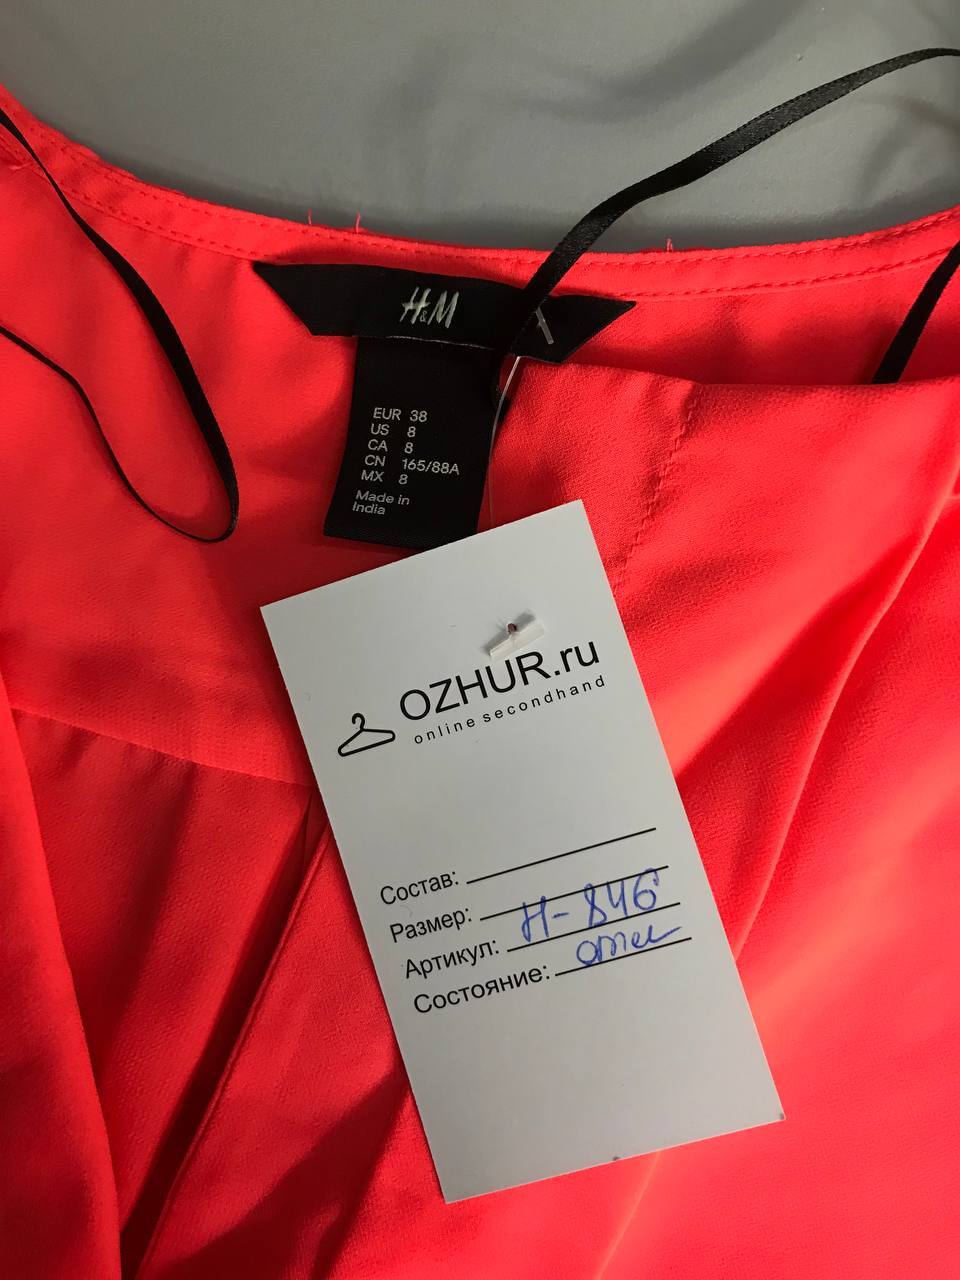 H&M
EUR 38
US 8
CA 8
CN 165/88A
MX 8
Made in
India
OZHUR.ru
online secondhand
Состав:
Размер:
Артикул: Н-846
Состояние: отл